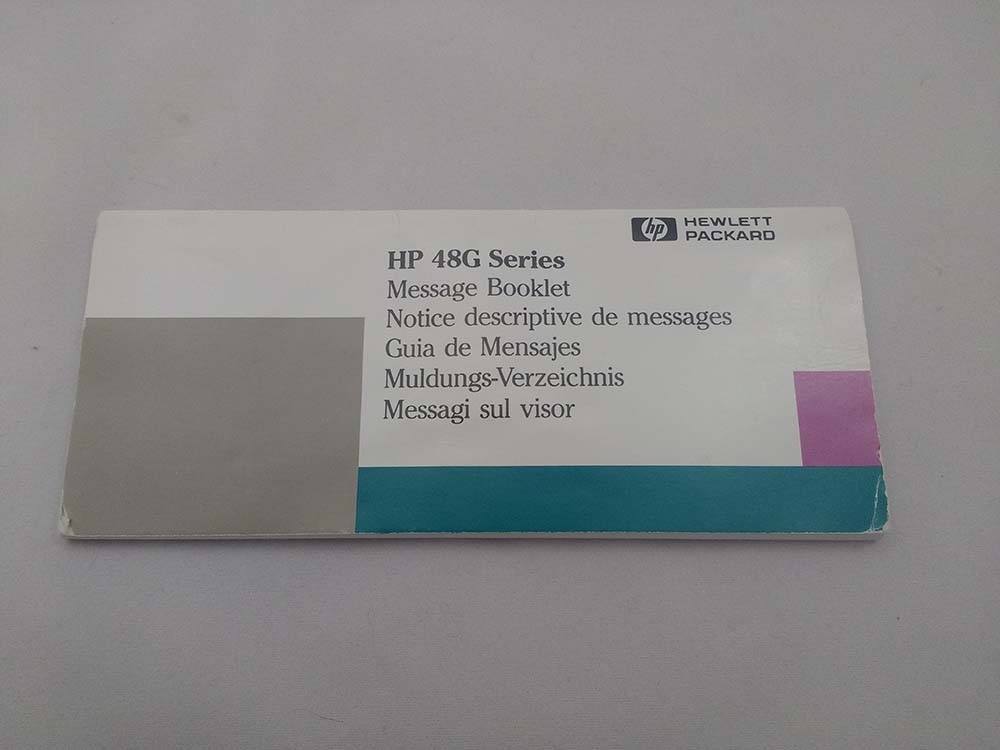 hp HEWLETT
PACKARD
HP 48G Series
Message Booklet
Notice descriptive de messages
Guia de Mensajes
Muldungs-Verzeichnis
Messagi sul visor